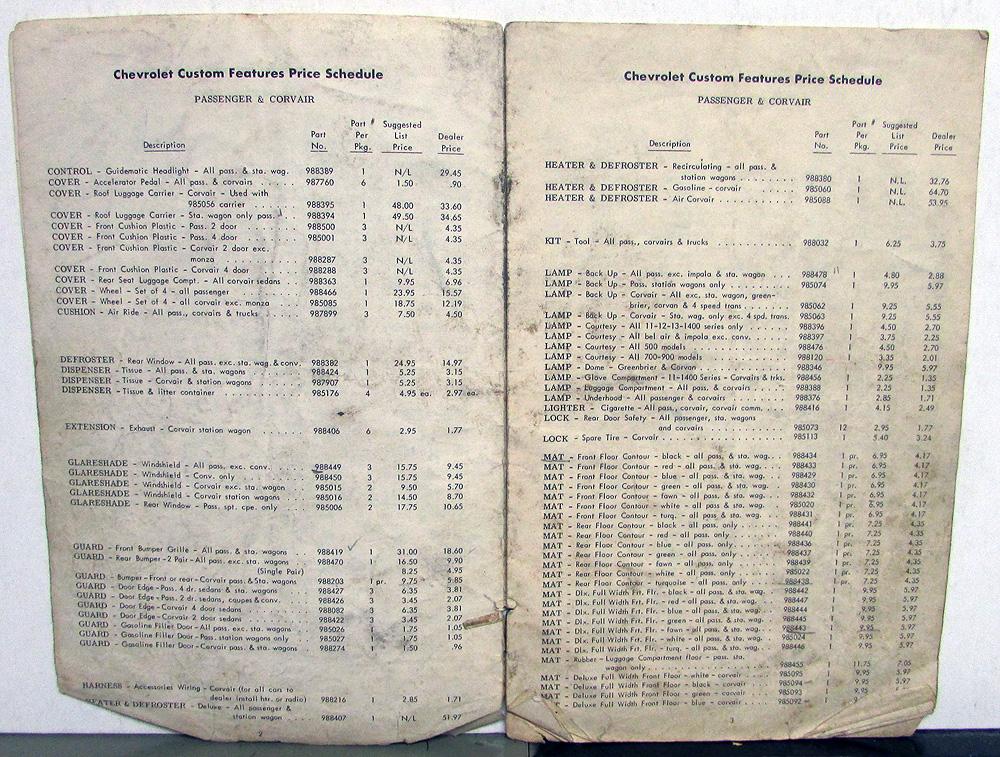 Chevrolet Custom Features Price Schedule
PASSENGER & CORVAIR
Part # Suggested
Part Per List Dealer
Description No. Pkg. Price Price
CONTROL - Guidematic Headlight - All pass. & sta. wag. 988389 1 N/L 29.45
COVER - Accelerator Pedal - All pass. & corvairs . . . . . . 987760 6 1.50 .90
COVER - Roof Luggage Carrier - Corvair - Used with
985056 carrier . . . . . . . . . . . . 988395 1 48.00 33.60
COVER - Roof Luggage Carrier - Sta. wagon only pass. . 988394 1 49.50 34.65
COVER - Front Cushion Plastic - Pass. 2 door . . . . . . 988500 3 N/L 4.35
COVER - Front Cushion Plastic - Pass. 4 door . . . . . . 985001 3 N/L 4.35
COVER - Front Cushion Plastic - Corvair 2 door exc.
monza . . . . . . . . . . . . 988287 3 N/L 4.35
COVER - Front Cushion Plastic - Corvair 4 door . . . . . 988288 3 N/L 4.35
COVER - Rear Seat Luggage Compt. - All corvair sedans 988363 1 9.95 6.96
COVER - Wheel - Set of 4 - all passenger . . . . . . . . 988466 1 23.95 15.57
COVER - Wheel - Set of 4 - all corvair exc. monza . . . 985085 1 18.75 12.19
CUSHION - Air Ride - All pass., corvairs & trucks . . . . . 987899 3 7.50 4.50
DEFROSTER - Rear Window - All pass. exc. sta. wag. & conv. 988382 1 24.95 14.97
DISPENSER - Tissue - All pass. & sta. wagons . . . . . . 988424 1 5.25 3.15
DISPENSER - Tissue - Corvair & station wagons . . . . . 987907 1 5.25 3.15
DISPENSER - Tissue & litter container . . . . . . . . . . 985176 4 4.95 ea. 2.97 ea.
EXTENSION - Exhaust - Corvair station wagon . . . . . . 988406 6 2.95 1.77
GLARESHADE - Windshield - All pass. exc. conv. . . . . . 988449 3 15.75 9.45
GLARESHADE - Windshield - Conv. only . . . . . . . . . . 988450 3 15.75 9.45
GLARESHADE - Windshield - Corvair exc. sta. wagons . . 985015 2 9.50 5.70
GLARESHADE - Windshield - Corvair station wagons . . . 985016 2 14.50 8.70
GLARESHADE - Rear Window - Pass. spt. cpe. only . . . . 985006 2 17.75 10.65
GUARD - Front Bumper Grille - All pass. & sta. wagons . . . 988419 1 31.00 18.60
GUARD - Rear Bumper - 2 Pair - All pass. exc. sta. wagons 988470 1 16.50 9.90
(Single Pair) 8.25 4.95
GUARD - Bumper - Front or rear - Corvair pass. & Sta. wagons 988203 1 pr. 9.75 5.85
GUARD - Door Edge - Pass. 4 dr. sedans & sta. wagons . . 988427 3 6.35 3.81
GUARD - Door Edge - Pass. 2 dr. sedans, coupes & conv. . . 988426 3 3.45 2.07
GUARD - Door Edge - Corvair 4 door sedans . . . . . . . 988082 3 6.35 3.81
GUARD - Door Edge - Corvair 2 door sedans . . . . . . . 988422 3 3.45 2.07
GUARD - Gasoline Filler Door - All pass. exc. sta. wagons . 985026 1 1.75 1.05
GUARD - Gasoline Filler Door - Pass. station wagons only . 985027 1 1.75 1.05
GUARD - Gasoline Filler Door - Corvair pass. & sta. wagons 988274 1 1.50 .96
HARNESS - Accessories Wiring - Corvair (for all cars to
dealer install htr. or radio) 988216 2.85 1.71
HEATER & DEFROSTER - Deluxe - All passenger &
station wagon . . . . . . . . . 988407 1 N/L 51.97
2
Chevrolet Custom Features Price Schedule
PASSENGER & CORVAIR
Part # Suggested
Part Per List Dealer
Description No. Pkg. Price Price
HEATER & DEFROSTER - Recirculating - all pass. &
station wagons . . . . . . . . . . 988380 1 N.L. 32.76
HEATER & DEFROSTER - Gasoline - corvair . . . . . . . . 985060 1 N.L. 64.70
HEATER & DEFROSTER - Air Corvair . . . . . . . . . . . . 985088 1 N.L. 53.95
KIT - Tool - All pass., corvairs & trucks . . . . . . . . . . 988032 1 6.25 3.75
LAMP - Back Up - All pass. exc. impala & sta. wagon . . . . 988478 1 4.80 2.88
LAMP - Back Up - Pass. station wagons only . . . . . . . . 985074 1 9.95 5.97
LAMP - Back Up - Corvair - All exc. sta. wagon, green-
brier, corvan & 4 speed trans. . . . . . 985062 1 9.25 5.55
LAMP - Back Up - Corvair - Sta. wag. only exc. 4 spd. trans. 985063 1 9.25 5.55
LAMP - Courtesy - All 11-12-13-1400 series only . . . . . 988396 1 4.50 2.70
LAMP - Courtesy - All bel air & impala exc. conv. . . . . . 988397 1 3.75 2.25
LAMP - Courtesy - All 500 models . . . . . . . . . . . . 988476 1 4.50 2.70
LAMP - Courtesy - All 700-900 models . . . . . . . . . . 988120 1 3.35 2.01
LAMP - Dome - Greenbrier & Corvan . . . . . . . . . . . 988346 1 9.95 5.97
LAMP - Glove Compartment - 11-1400 Series - Corvairs & trks. 988456 1 2.25 1.35
LAMP - Luggage Compartment - All pass. & corvairs . . . . 988388 1 2.25 1.35
LAMP - Underhood - All passenger & corvairs . . . . . . . 988376 1 2.85 1.71
LIGHTER - Cigarette - All pass., corvair, corvair comm. . . . 988416 1 4.15 2.49
LOCK - Rear Door Safety - All passenger, sta. wagons
and corvairs . . . . . . . . . . . . 985073 12 2.95 1.77
LOCK - Spare Tire - Corvair . . . . . . . . . . . . . . . . 985113 1 5.40 3.24
MAT - Front Floor Contour - black - all pass. & sta. wag. . . 988434 1 pr. 6.95 4.17
MAT - Front Floor Contour - red - all pass. & sta. wag. . . . 988433 1 pr. 6.95 4.17
MAT - Front Floor Contour - blue - all pass. & sta. wag. . . 988429 1 pr. 6.95 4.17
MAT - Front Floor Contour - green - all pass. & sta. wag. . . 988430 1 pr. 6.95 4.17
MAT - Front Floor Contour - fawn - all pass. & sta. wag. . . 988432 1 pr. 6.95 4.17
MAT - Front Floor Contour - white - all pass. & sta. wag. . . 985020 1 pr. 6.95 4.17
MAT - Front Floor Contour - turq. - all pass. & sta. wag. . . 988431 1 pr. 6.95 4.17
MAT - Rear Floor Contour - black - all pass. only . . . . . . 988441 1 pr. 7.25 4.35
MAT - Rear Floor Contour - red - all pass. only . . . . . . . 988440 1 pr. 7.25 4.35
MAT - Rear Floor Contour - blue - all pass. only . . . . . . 988436 1 pr. 7.25 4.35
MAT - Rear Floor Contour - green - all pass. only . . . . . . 988437 1 pr. 7.25 4.35
MAT - Rear Floor Contour - fawn - all pass. only . . . . . . 988439 1 pr. 7.25 4.35
MAT - Rear Floor Contour - white - all pass. only . . . . . . 985022 1 pr. 7.25 4.35
MAT - Rear Floor Contour - turquoise - all pass. only . . . . 988438 1 pr. 7.25 4.35
MAT - Dlx. Full Width Frt. Flr. - black - all pass. & sta. wag. 988442 1 9.95 5.97
MAT - Dlx. Full Width Frt. Flr. - red - all pass. & sta. wag. . 988447 1 9.95 5.97
MAT - Dlx. Full Width Frt. Flr. - blue - all pass. & sta. wag. . 988444 1 9.95 5.97
MAT - Dlx. Full Width Frt. Flr. - green - all pass. & sta. wag. 988445 1 9.95 5.97
MAT - Dlx. Full Width Frt. Flr. - fawn - all pass. & sta. wag. 988443 1 9.95 5.97
MAT - Dlx. Full Width Frt. Flr. - white - all pass. & sta. wag. 985024 1 9.95 5.97
MAT - Dlx. Full Width Frt. Flr. - turq. - all pass. & sta. wag. 988446 1 9.95 5.97
MAT - Rubber - Luggage Compartment floor - pass. sta.
wagon only . . . . . . . . . . . . . 988455 1 11.75 7.05
MAT - Deluxe Full Width Front Floor - white - corvair . . . . 985095 1 9.95 5.97
MAT - Deluxe Full Width Front Floor - black - corvair . . . . 985094 1 9.95 5.97
MAT - Deluxe Full Width Front Floor - green - corvair . . . . 985093 1 9.95 5.97
Deluxe Full Width Front Floor - blue - corvair . . . . 985092 1
3